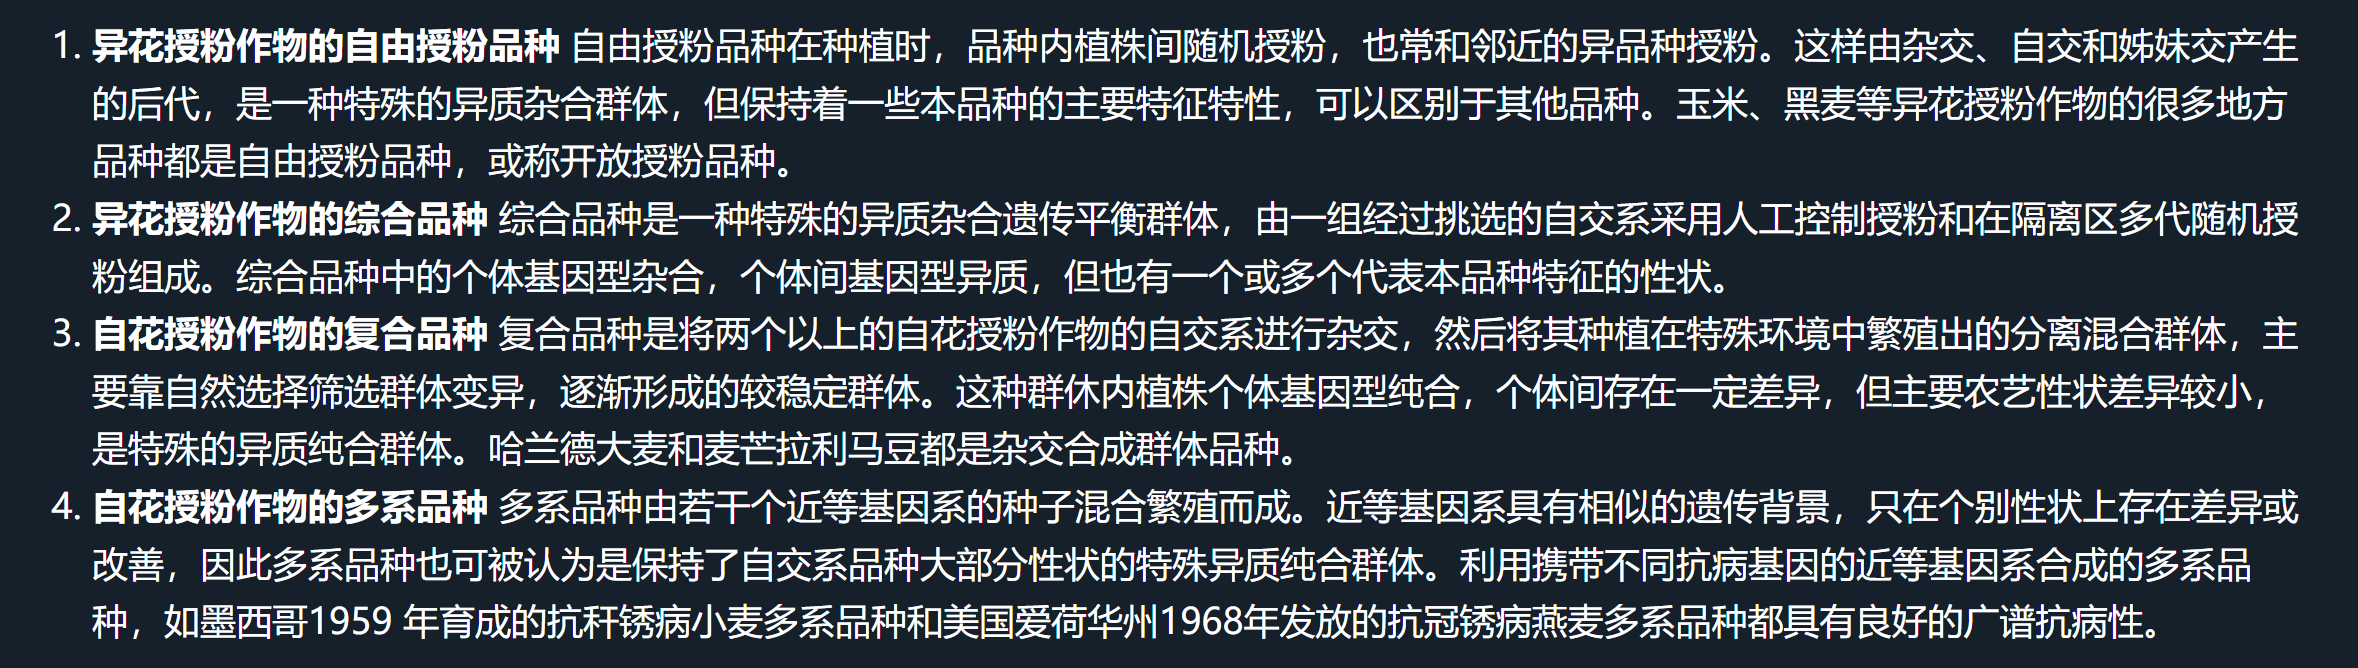 1. 异花授粉作物的自由授粉品种 自由授粉品种在种植时，品种内植株间随机授粉，也常和邻近的异品种授粉。这样由杂交、自交和姊妹交产生
的后代，是一种特殊的异质杂合群体，但保持着一些本品种的主要特征特性，可以区别于其他品种。玉米、黑麦等异花授粉作物的很多地方
品种都是自由授粉品种，或称开放授粉品种。
2. 异花授粉作物的综合品种 综合品种是一种特殊的异质杂合遗传平衡群体，由一组经过挑选的自交系采用人工控制授粉和在隔离区多代随机授
粉组成。综合品种中的个体基因型杂合，个体间基因型异质，但也有一个或多个代表本品种特征的性状。
3. 自花授粉作物的复合品种 复合品种是将两个以上的自花授粉作物的自交系进行杂交，然后将其种植在特殊环境中繁殖出的分离混合群体，主
要靠自然选择筛选群体变异，逐渐形成的较稳定群体。这种群休内植株个体基因型纯合，个体间存在一定差异，但主要农艺性状差异较小，
是特殊的异质纯合群体。哈兰德大麦和麦芒拉利马豆都是杂交合成群体品种。
4. 自花授粉作物的多系品种 多系品种由若干个近等基因系的种子混合繁殖而成。近等基因系具有相似的遗传背景，只在个别性状上存在差异或
改善，因此多系品种也可被认为是保持了自交系品种大部分性状的特殊异质纯合群体。利用携带不同抗病基因的近等基因系合成的多系品
种，如墨西哥1959 年育成的抗秆锈病小麦多系品种和美国爱荷华州1968年发放的抗冠锈病燕麦多系品种都具有良好的广谱抗病性。